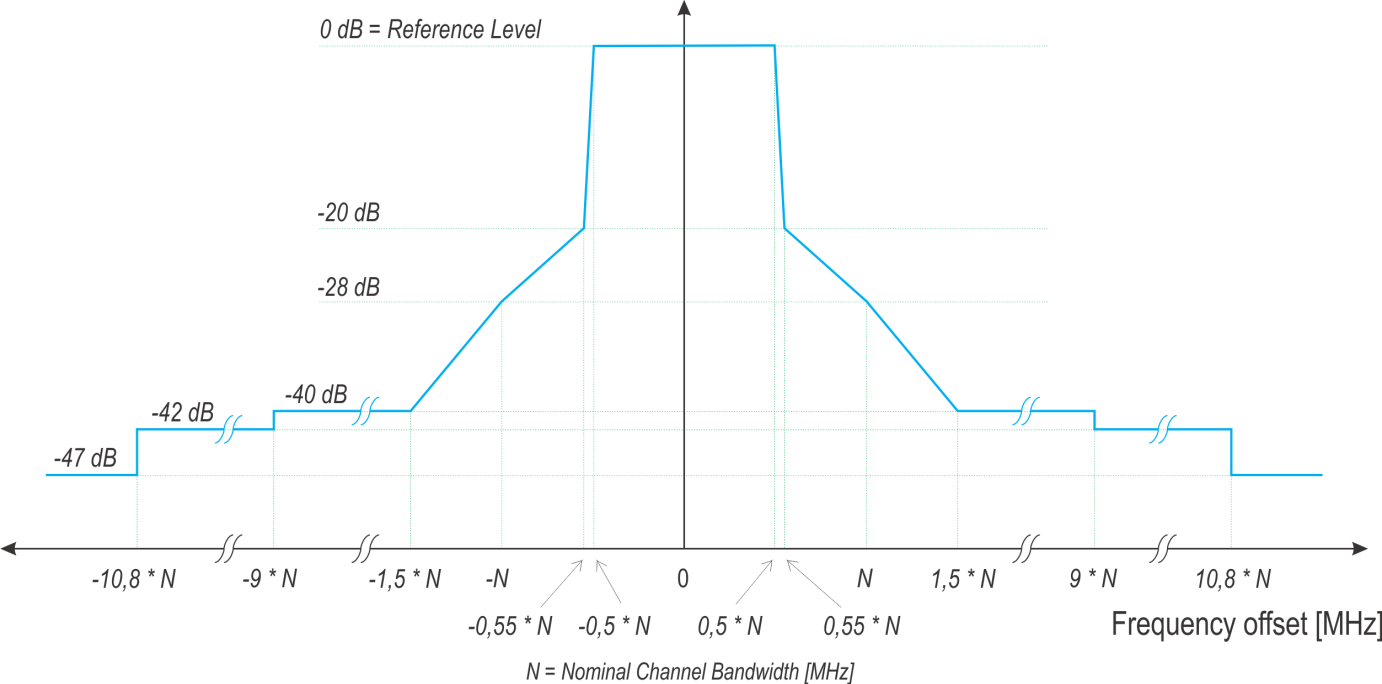 0 dB = Reference Level
-20 dB
-28 dB
-40 dB
-42 dB
-47 dB
-10,8 * N -9 * N -1,5 * N -N 0 N 1,5 * N 9 * N 10,8 * N
-0,55 * N -0,5 * N 0,5 * N 0,55 * N
Frequency offset [MHz]
N = Nominal Channel Bandwidth [MHz]